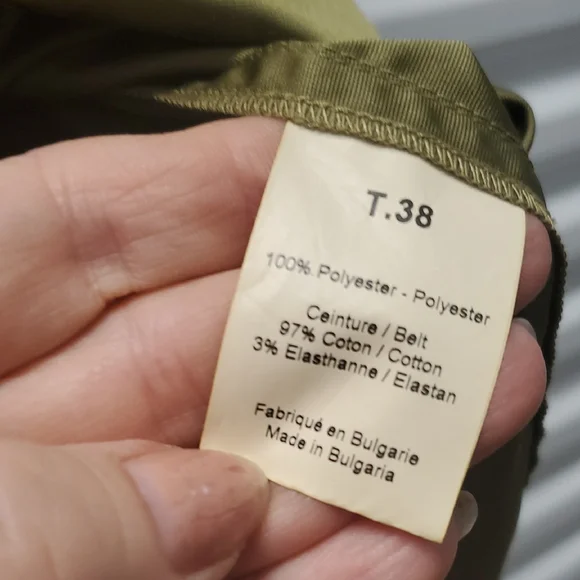 T.38
100% Polyester - Polyester
Ceinture / Belt
97% Coton / Cotton
3% Elasthanne / Elastan
Fabriqué en Bulgarie
Made in Bulgaria